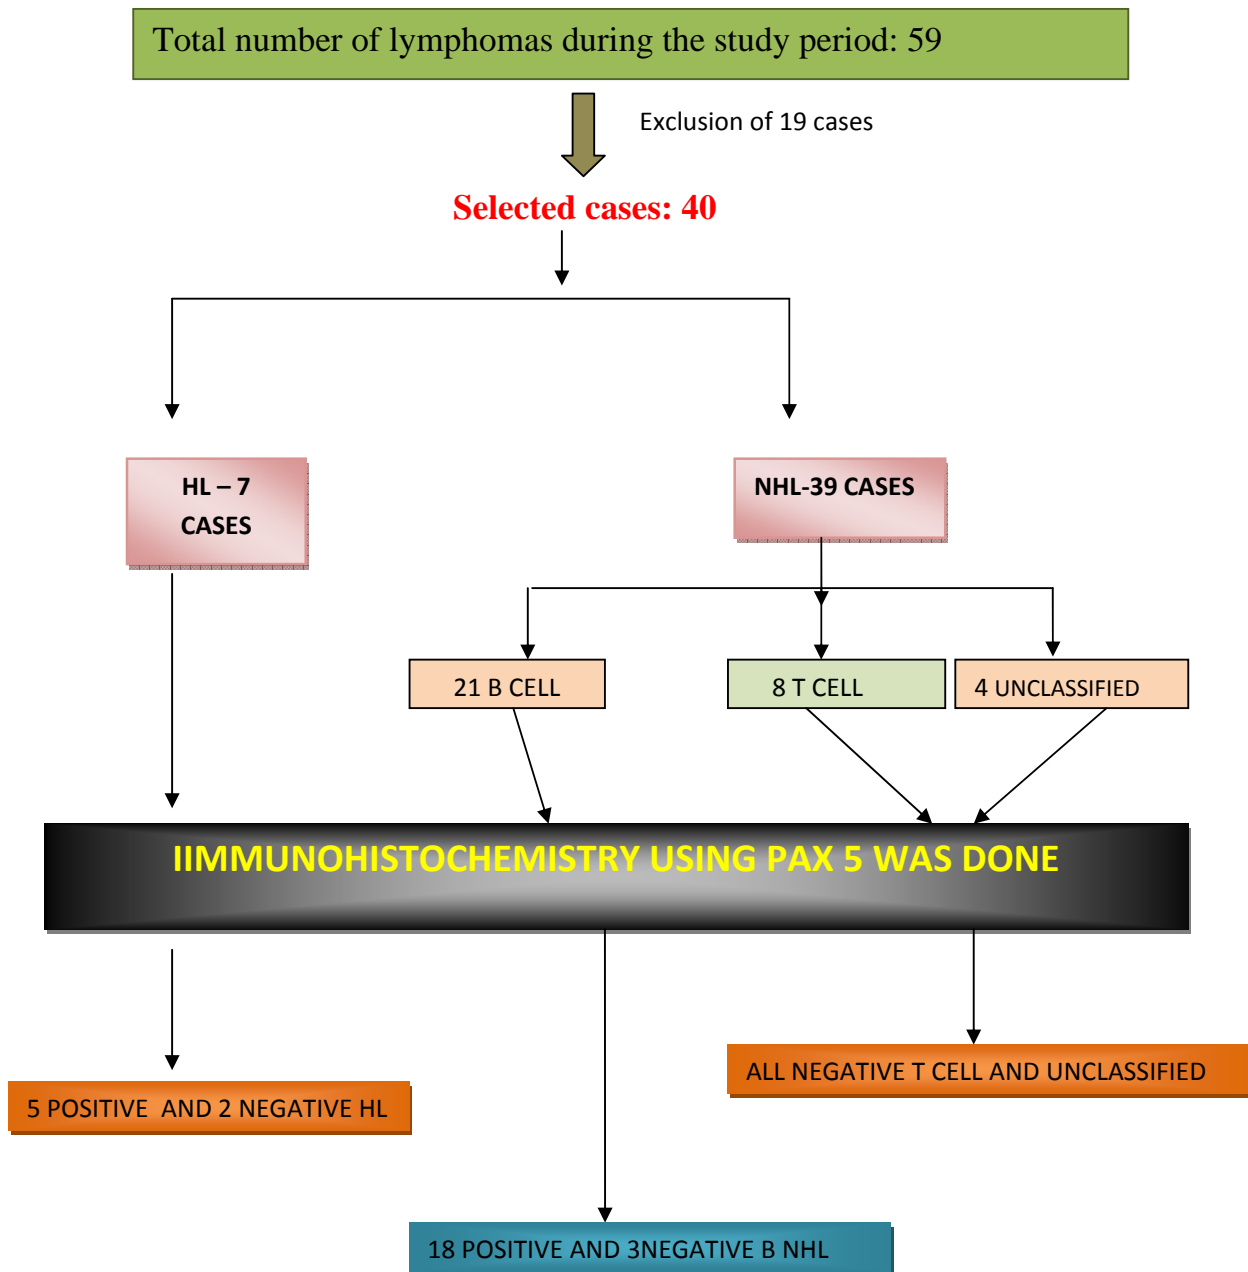 Total number of lymphomas during the study period: 59
Exclusion of 19 cases
Selected cases: 40
HL – 7
CASES
NHL-39 CASES
21 B CELL
8 T CELL
4 UNCLASSIFIED
IIMMUNOHISTOCHEMISTRY USING PAX 5 WAS DONE
ALL NEGATIVE T CELL AND UNCLASSIFIED
5 POSITIVE AND 2 NEGATIVE HL
18 POSITIVE AND 3NEGATIVE B NHL